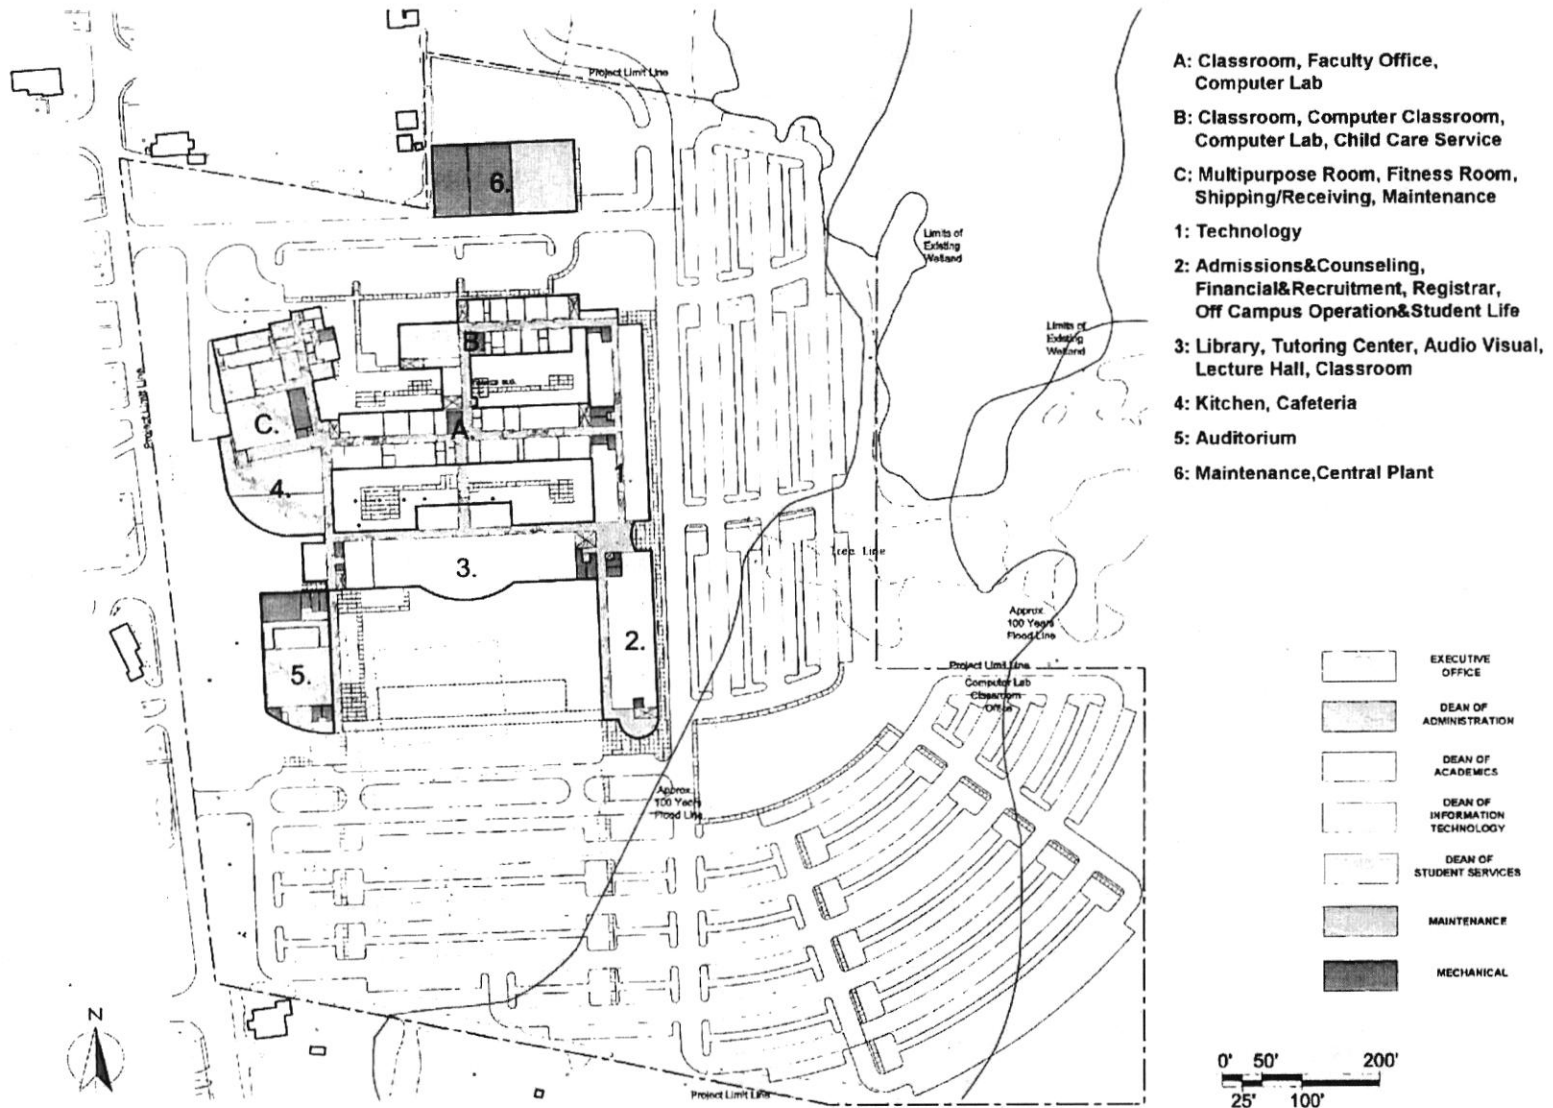 Project Limit Line
Project Limit Line
6.
B
A.
C.
4.
1
3.
2.
5.
Limits of
Existing
Wetland
Limits of
Existing
Wetland
Tree Line
Approx.
100 Years
Flood Line
Project Limit Line
Computer Lab
Classroom
Office
Approx.
100 Years
Flood Line
Project Limit Line
N
A: Classroom, Faculty Office,
Computer Lab
B: Classroom, Computer Classroom,
Computer Lab, Child Care Service
C: Multipurpose Room, Fitness Room,
Shipping/Receiving, Maintenance
1: Technology
2: Admissions&Counseling,
Financial&Recruitment, Registrar,
Off Campus Operation&Student Life
3: Library, Tutoring Center, Audio Visual,
Lecture Hall, Classroom
4: Kitchen, Cafeteria
5: Auditorium
6: Maintenance,Central Plant
EXECUTIVE
OFFICE
DEAN OF
ADMINISTRATION
DEAN OF
ACADEMICS
DEAN OF
INFORMATION
TECHNOLOGY
DEAN OF
STUDENT SERVICES
MAINTENANCE
MECHANICAL
0' 50' 200'
25' 100'